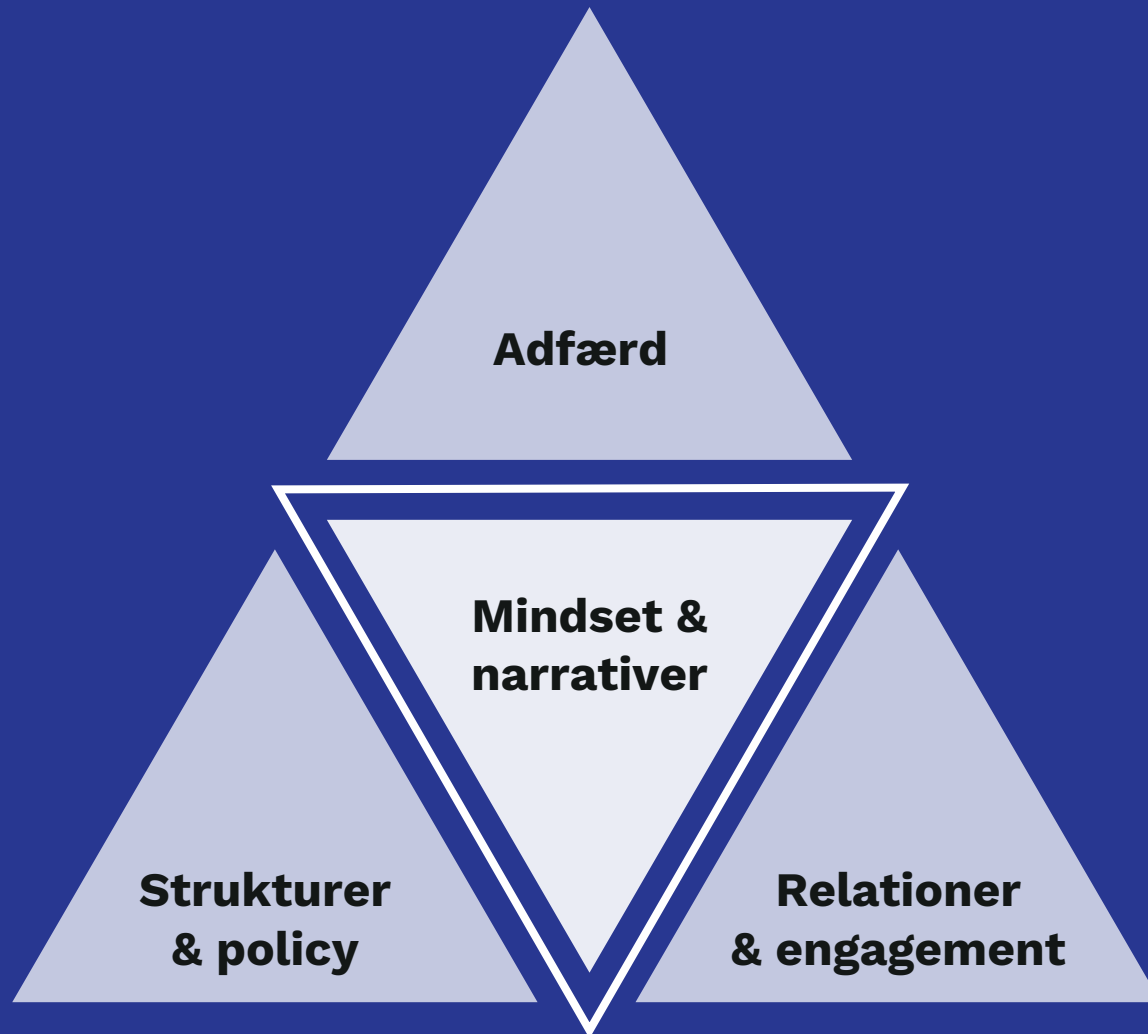 Adfærd
Mindset &
narrativer
Strukturer
& policy
Relationer
& engagement